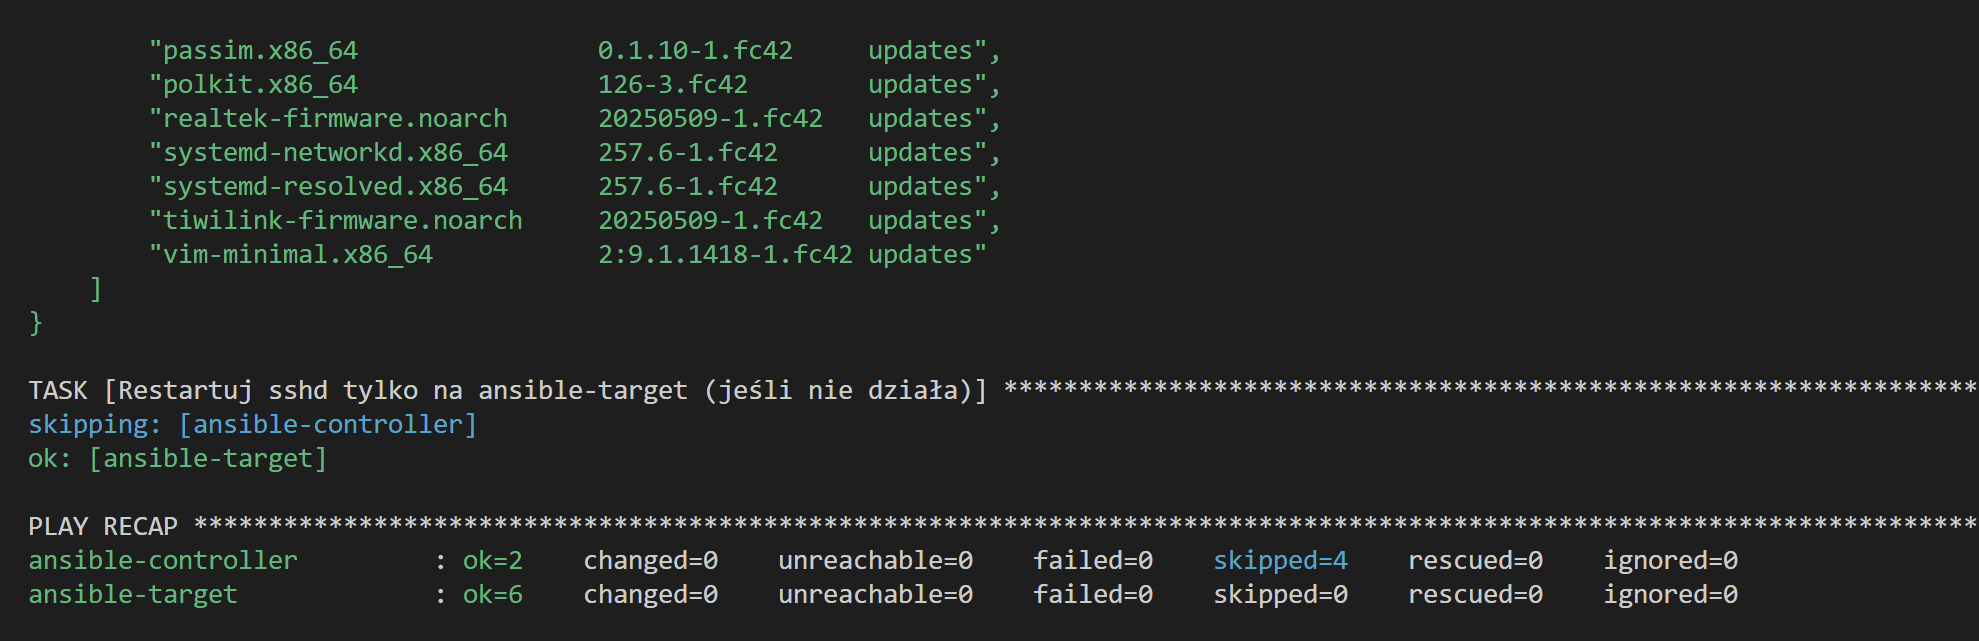 "passim.x86_64                0.1.10-1.fc42     updates",
"polkit.x86_64                126-3.fc42        updates",
"realtek-firmware.noarch      20250509-1.fc42   updates",
"systemd-networkd.x86_64      257.6-1.fc42      updates",
"systemd-resolved.x86_64      257.6-1.fc42      updates",
"tiwilink-firmware.noarch     20250509-1.fc42   updates",
"vim-minimal.x86_64           2:9.1.1418-1.fc42 updates"
]
}
TASK [Restartuj sshd tylko na ansible-target (jeśli nie działa)] *****************************************************************
skipping: [ansible-controller]
ok: [ansible-target]
PLAY RECAP ***********************************************************************************************************************
ansible-controller         : ok=2    changed=0    unreachable=0    failed=0    skipped=4    rescued=0    ignored=0
ansible-target             : ok=6    changed=0    unreachable=0    failed=0    skipped=0    rescued=0    ignored=0